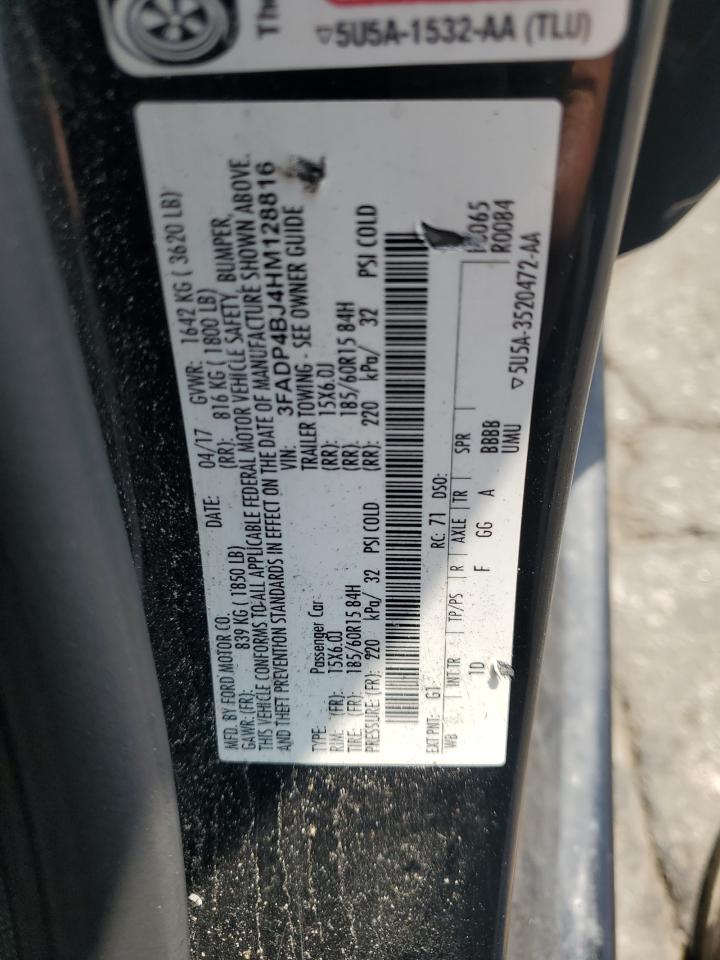 The
▽5U5A-1532-AA (TLU)
MFD. BY FORD MOTOR CO. DATE: 04/17 GVWR: 1642 KG ( 3620 LB)
GAWR: (FR): 839 KG ( 1850 LB) (RR): 816 KG ( 1800 LB)
THIS VEHICLE CONFORMS TO ALL APPLICABLE FEDERAL MOTOR VEHICLE SAFETY, BUMPER,
AND THEFT PREVENTION STANDARDS IN EFFECT ON THE DATE OF MANUFACTURE SHOWN ABOVE.
VIN: 3FADP4BJ4HM128816
TYPE: Passenger Car TRAILER TOWING - SEE OWNER GUIDE
RIM: (FR): 15X6.0J (RR): 15X6.0J
TIRE: (FR): 185/60R15 84H (RR): 185/60R15 84H
PRESSURE: (FR): 220 kPa/ 32 PSI COLD (RR): 220 kPa/ 32 PSI COLD
EXT PNT: G1 RC: 71 DSO: 0065
R0084
WB INT TR TP/PS R AXLE TR SPR
1D F GG A BBBB
UMU
▽5U5A-3520472-AA